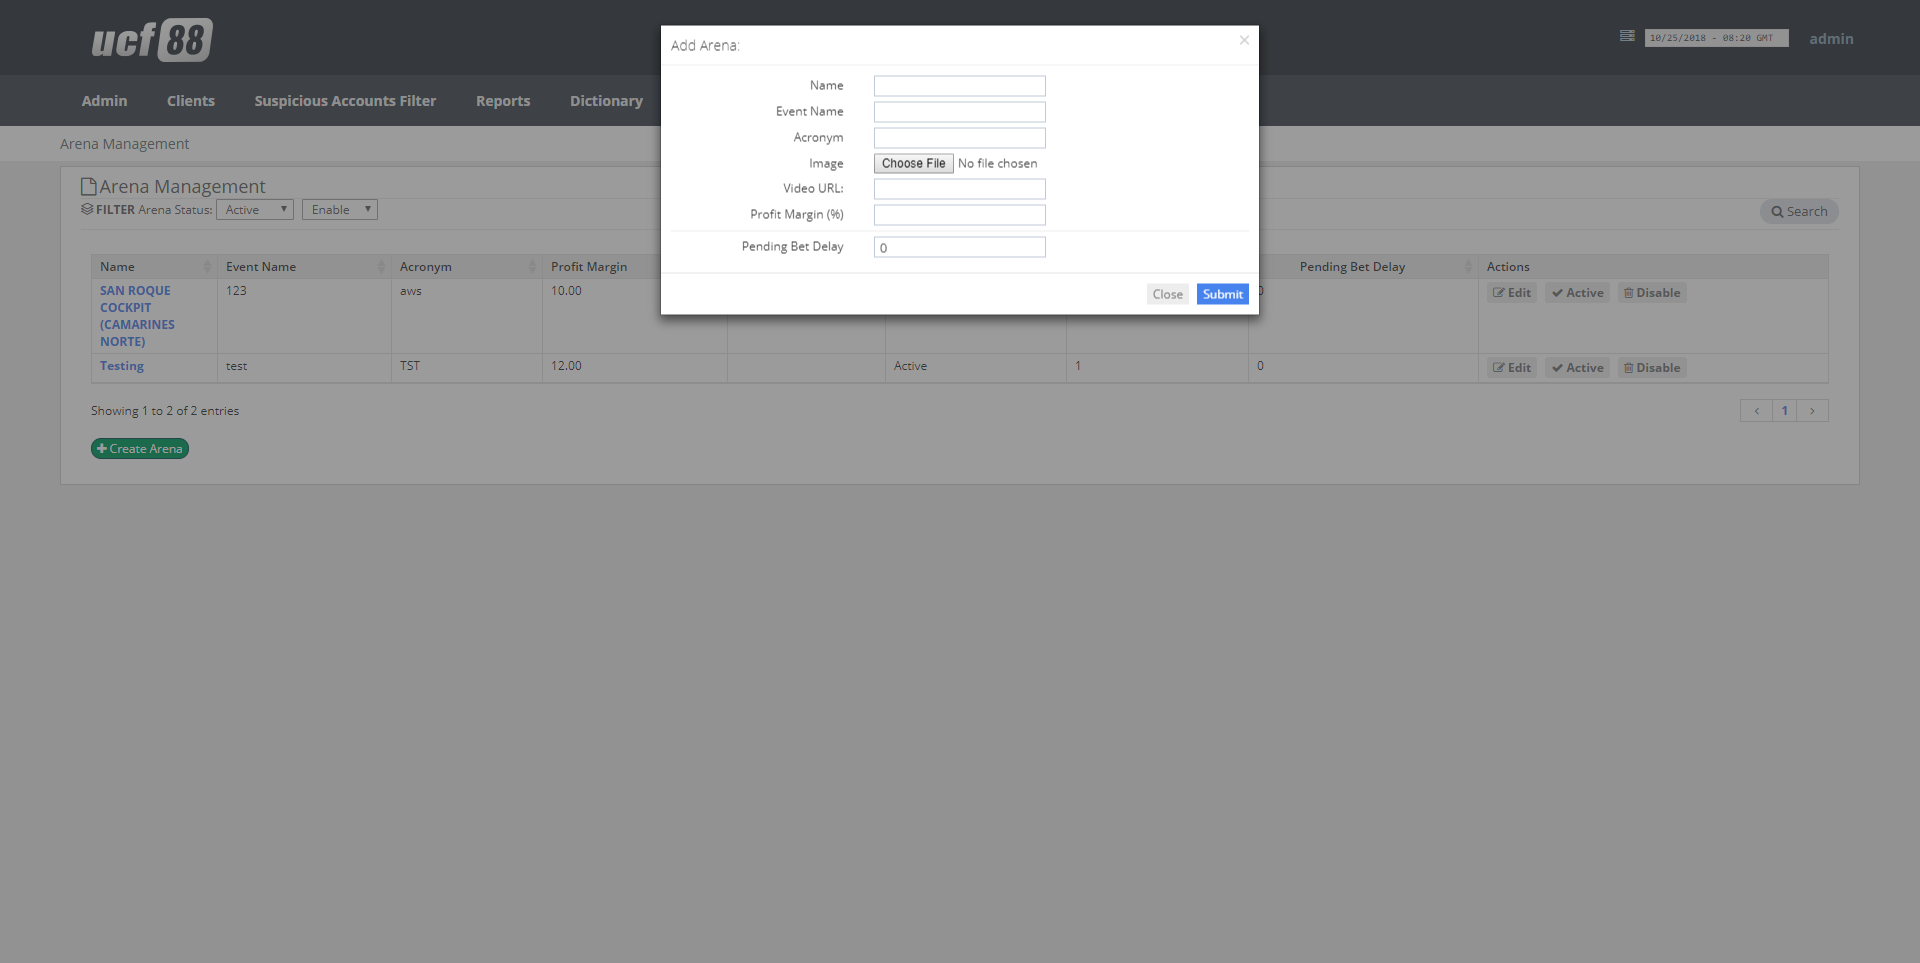 ucf88
10/25/2018 - 08:20 GMT
admin
Admin
Clients
Suspicious Accounts Filter
Reports
Dictionary
Arena Management
Add Arena:
×
Name
Event Name
Acronym
Image
Choose File No file chosen
Video URL:
Profit Margin (%)
Pending Bet Delay
0
Close
Submit
Arena Management
FILTER Arena Status: Active Enable
Search
Name Event Name Acronym Profit Margin Pending Bet Delay Actions
SAN ROQUE 123 aws 10.00 Edit Active Disable
COCKPIT
(CAMARINES
NORTE)
Testing test TST 12.00 Active 1 0 Edit Active Disable
Showing 1 to 2 of 2 entries
‹ 1 ›
Create Arena